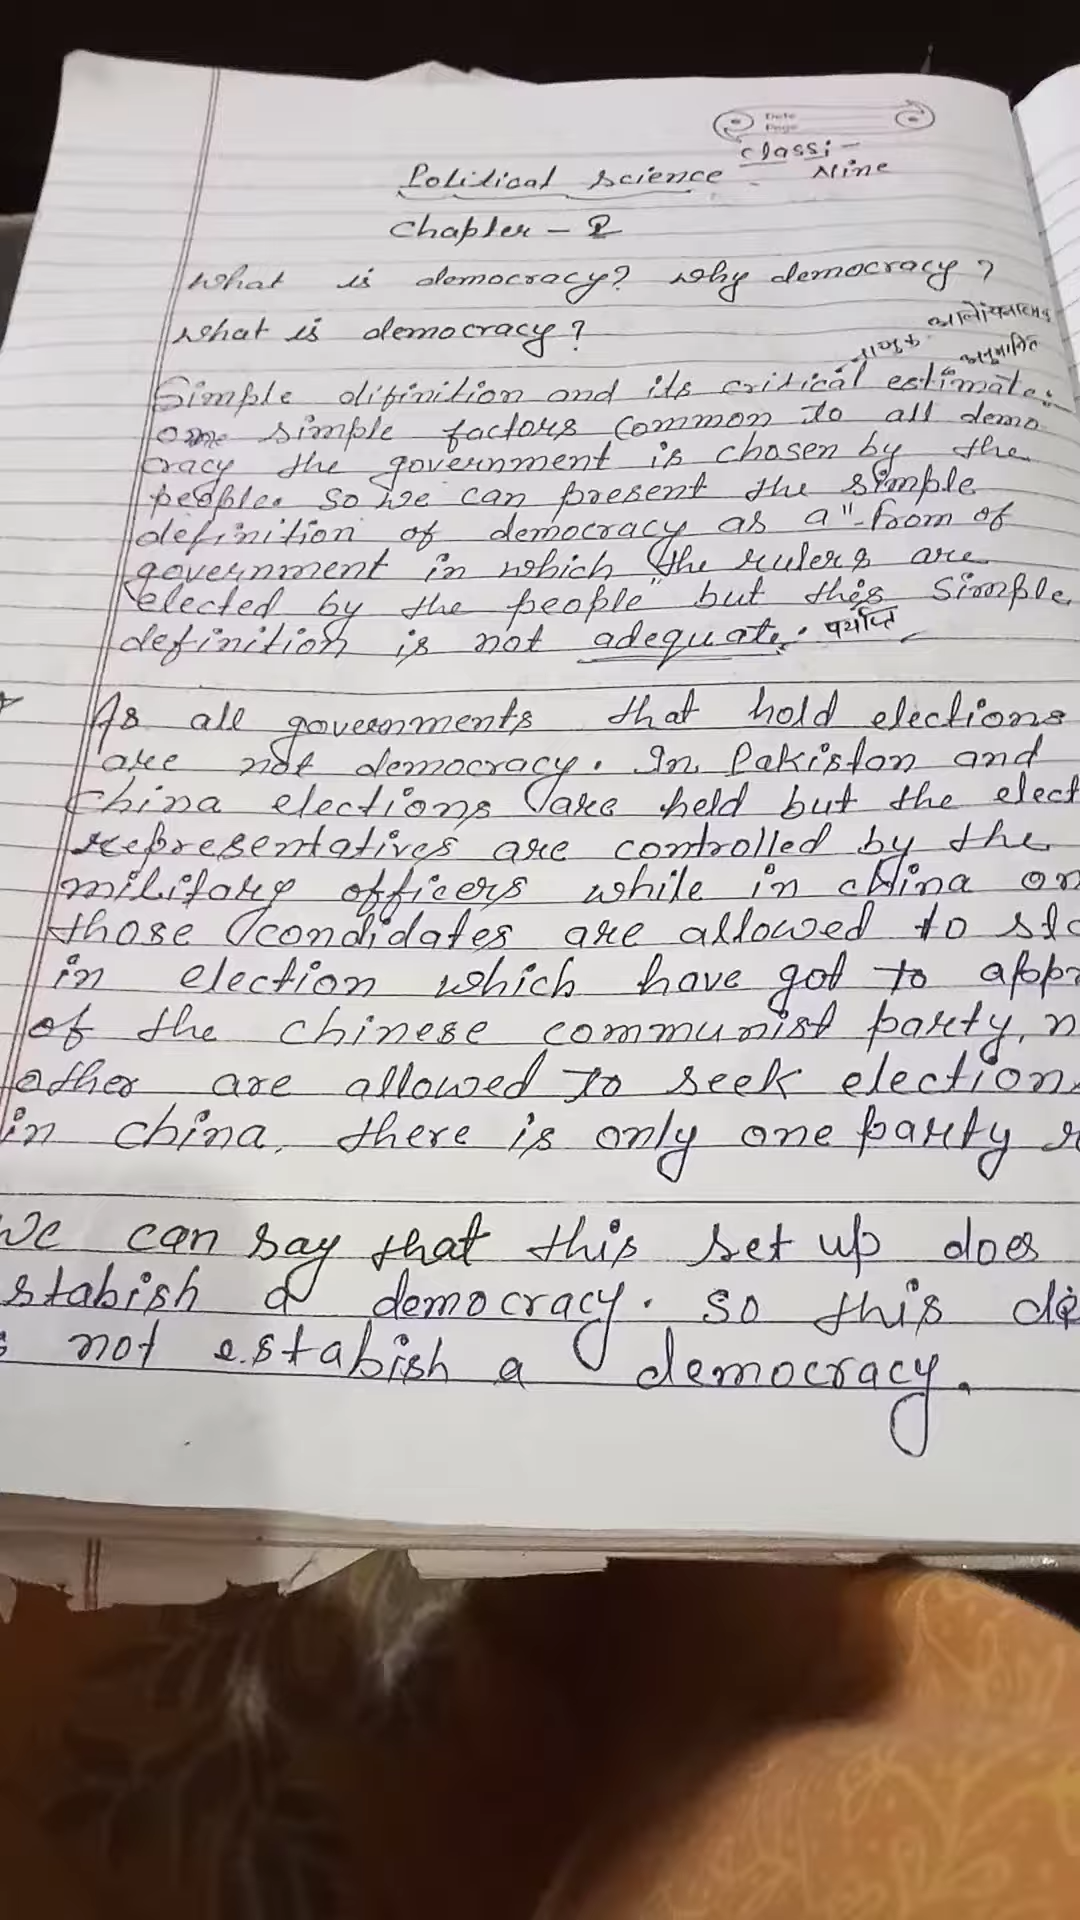 Date
Page
Class:-
Nine
Political Science
Chapter - 2
What is democracy? Why democracy?
What is democracy?
आलोचनात्मक
नाजुक
अनुमानित
Simple difinition and its critical estimate:-
One simple factors common to all demo
cracy the government is chosen by the
people. So we can present the simple
definition of democracy as a "from of
government in which the rulers are
elected by the people" but this simple
definition is not adequate. पर्याप्त
As all governments that hold elections
are not democracy. In Pakistan and
China elections are held but the elect
representatives are controlled by the
military officers while in china on
those condidates are allowed to sta
in election which have got to appr
of the chinese communist party, n
other are allowed to seek election
in china, there is only one party r
We can say that this set up does
stabish a democracy. So this de
s not estabish a democracy.